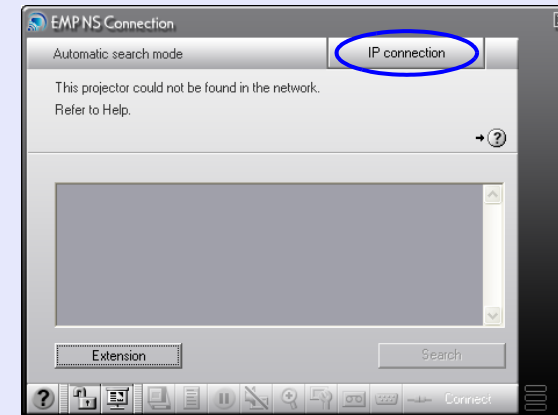 EMP NS Connection
Automatic search mode
IP connection
This projector could not be found in the network.
Refer to Help.
?
Extension
Search
?
Connect